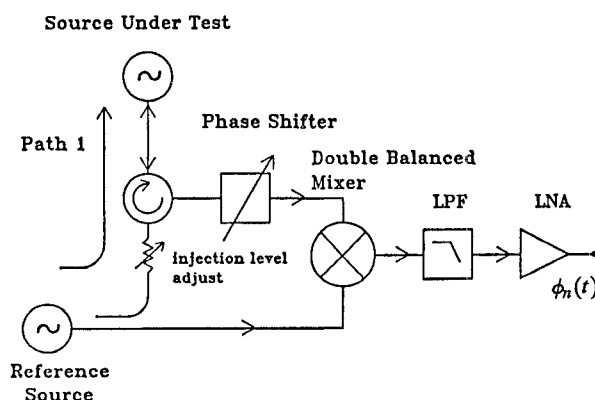 Source Under Test
Path 1
Phase Shifter
Double Balanced
Mixer
LPF
LNA
injection level
adjust
ϕn(t)
Reference
Source